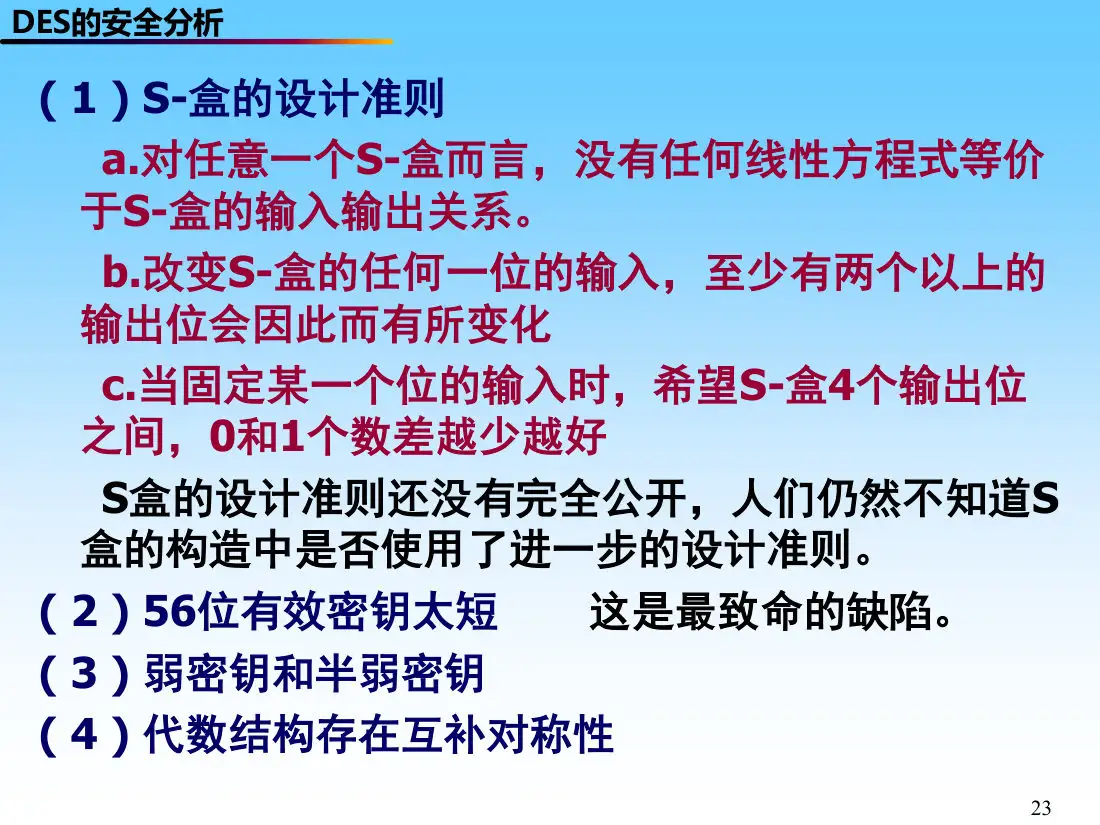 DES的安全分析
（1）S-盒的设计准则
a.对任意一个S-盒而言，没有任何线性方程式等价
于S-盒的输入输出关系。
b.改变S-盒的任何一位的输入，至少有两个以上的
输出位会因此而有所变化
c.当固定某一个位的输入时，希望S-盒4个输出位
之间，0和1个数差越少越好
S盒的设计准则还没有完全公开，人们仍然不知道S
盒的构造中是否使用了进一步的设计准则。
（2）56位有效密钥太短 这是最致命的缺陷。
（3）弱密钥和半弱密钥
（4）代数结构存在互补对称性
23